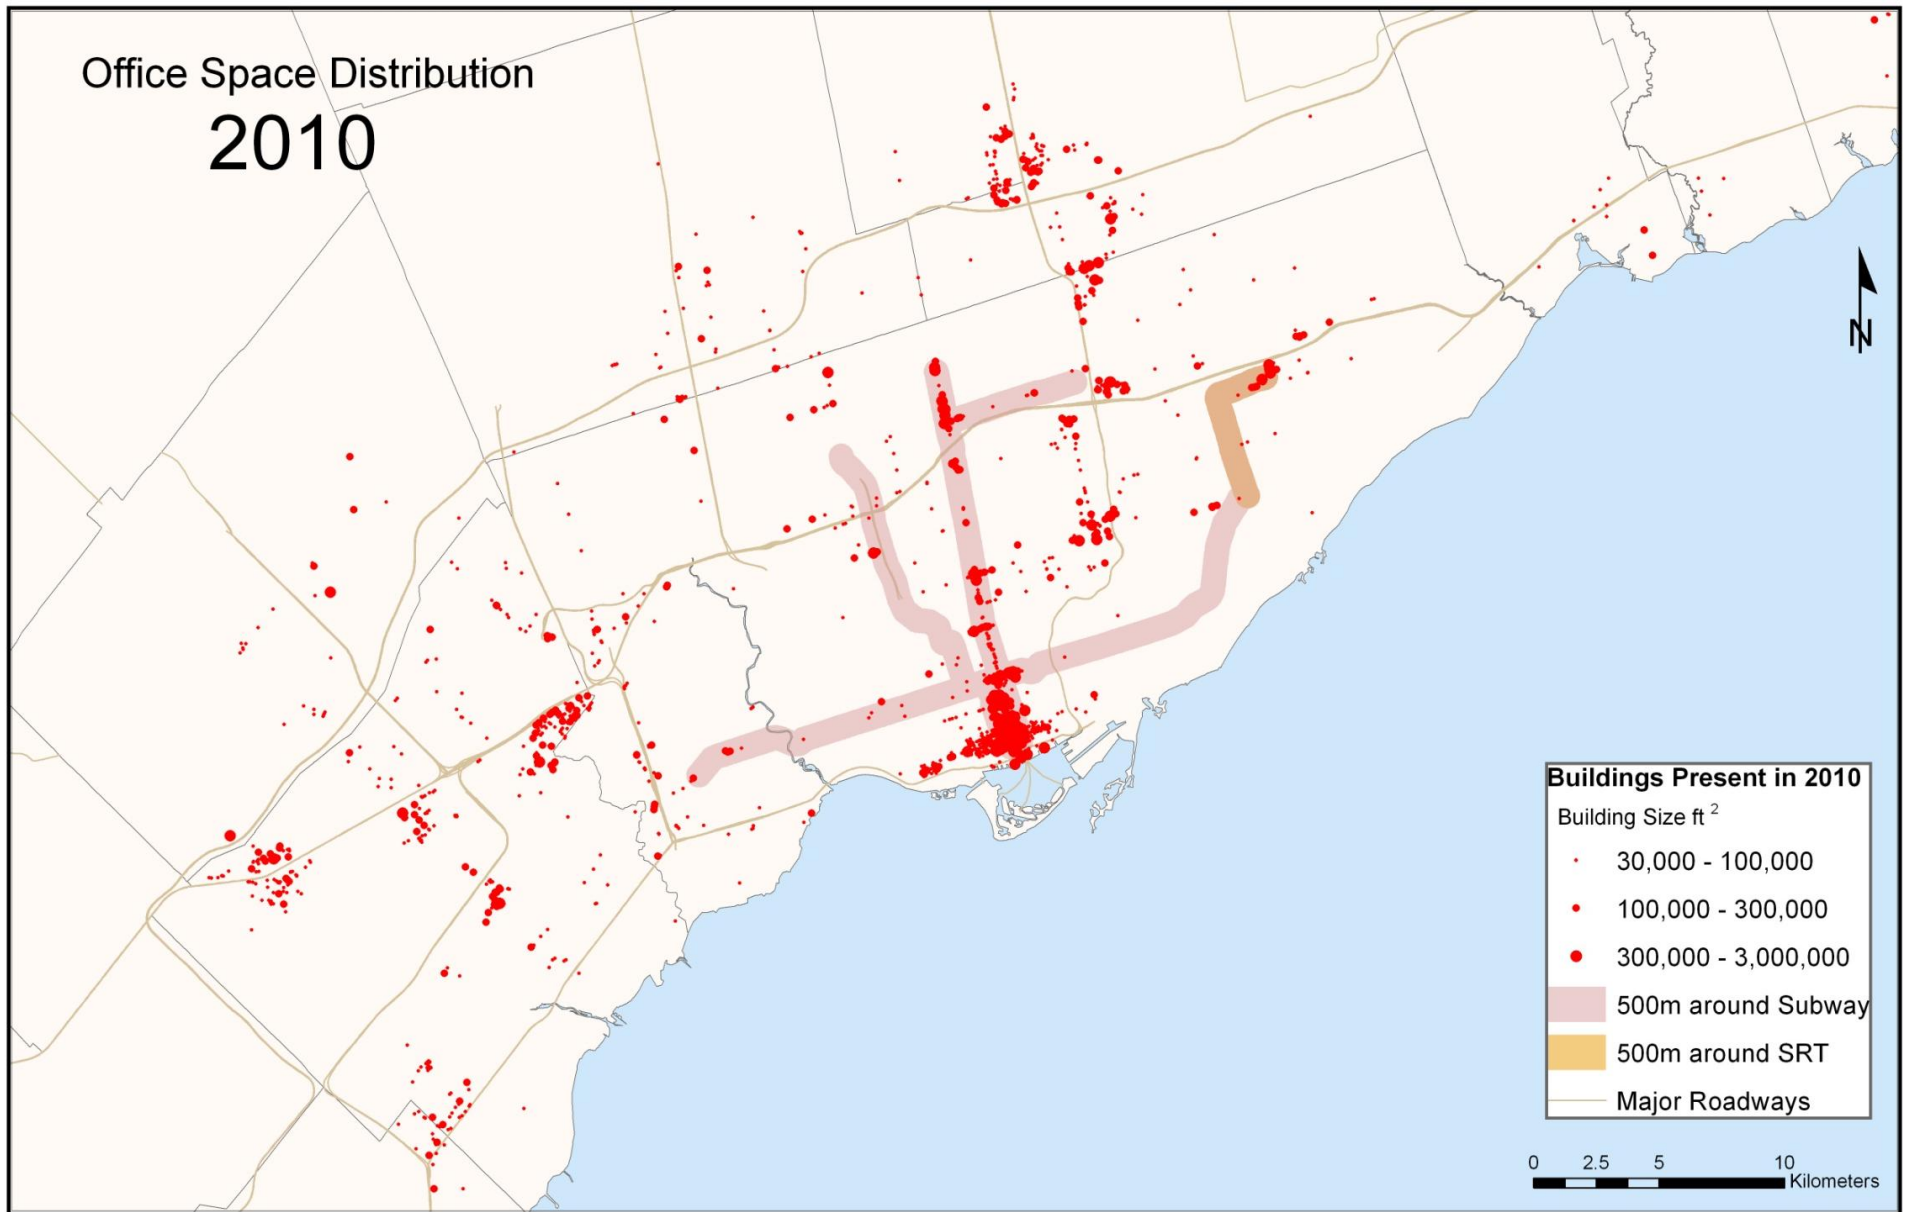 Office Space Distribution
2010
N
Buildings Present in 2010
Building Size ft ²
30,000 - 100,000
100,000 - 300,000
300,000 - 3,000,000
500m around Subway
500m around SRT
Major Roadways
0 2.5 5 10
Kilometers